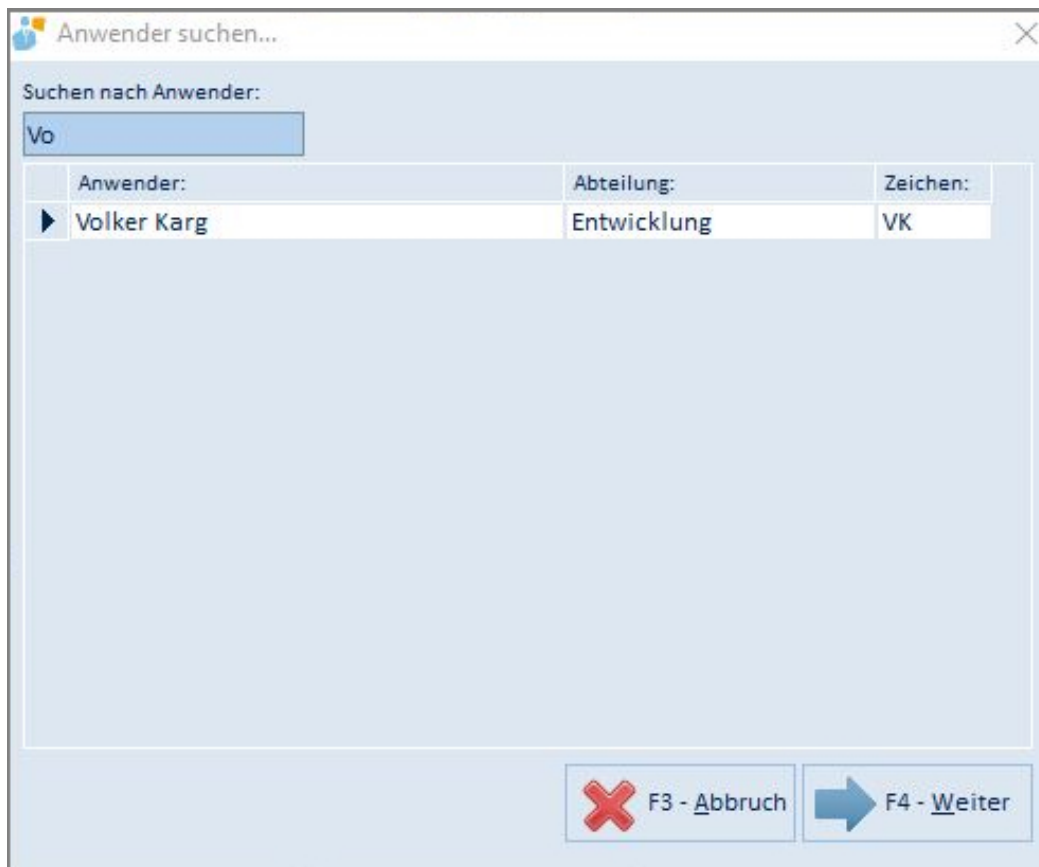 Anwender suchen...
Suchen nach Anwender:
Vo
Anwender: Abteilung: Zeichen:
Volker Karg Entwicklung VK
F3 - Abbruch F4 - Weiter